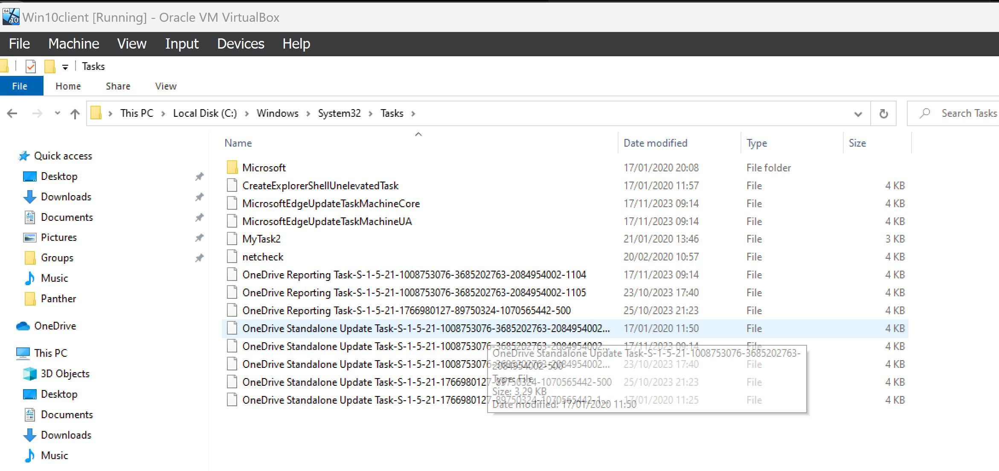 Win10client [Running] - Oracle VM VirtualBox
File Machine View Input Devices Help
Tasks
File Home Share View
This PC Local Disk (C:) Windows System32 Tasks Search Tasks
Name Date modified Type Size
Quick access
Desktop
Downloads
Documents
Pictures
Groups
Music
Panther
OneDrive
This PC
3D Objects
Desktop
Documents
Downloads
Music
Microsoft 17/01/2020 20:08 File folder
CreateExplorerShellUnelevatedTask 17/01/2020 11:57 File 4 KB
MicrosoftEdgeUpdateTaskMachineCore 17/11/2023 09:14 File 4 KB
MicrosoftEdgeUpdateTaskMachineUA 17/11/2023 09:14 File 4 KB
MyTask2 21/01/2020 13:46 File 3 KB
netcheck 20/02/2020 10:57 File 4 KB
OneDrive Reporting Task-S-1-5-21-1008753076-3685202763-2084954002-1104 17/11/2023 09:14 File 4 KB
OneDrive Reporting Task-S-1-5-21-1008753076-3685202763-2084954002-1105 23/10/2023 17:40 File 4 KB
OneDrive Reporting Task-S-1-5-21-1766980127-89750324-1070565442-500 25/10/2023 21:23 File 4 KB
OneDrive Standalone Update Task-S-1-5-21-1008753076-3685202763-2084954002... 17/01/2020 11:50 File 4 KB
OneDrive Standalone Update Task-S-1-5-21-1008753076-3685202763-2084954002... 17/11/2023 09:14 File 4 KB
OneDrive Standalone Update Task-S-1-5-21-1008753076-3685202763-2084954002... 23/10/2023 17:40 File 4 KB
OneDrive Standalone Update Task-S-1-5-21-1766980127-89750324-1070565442-500 25/10/2023 21:23 File 4 KB
OneDrive Standalone Update Task-S-1-5-21-1766980127-89750324-1070565442-1... 17/01/2020 11:25 File 4 KB
OneDrive Standalone Update Task-S-1-5-21-1008753076-3685202763-
2084954002-500
Type: File
Size: 3,29 KB
Date modified: 17/01/2020 11:50
64
10